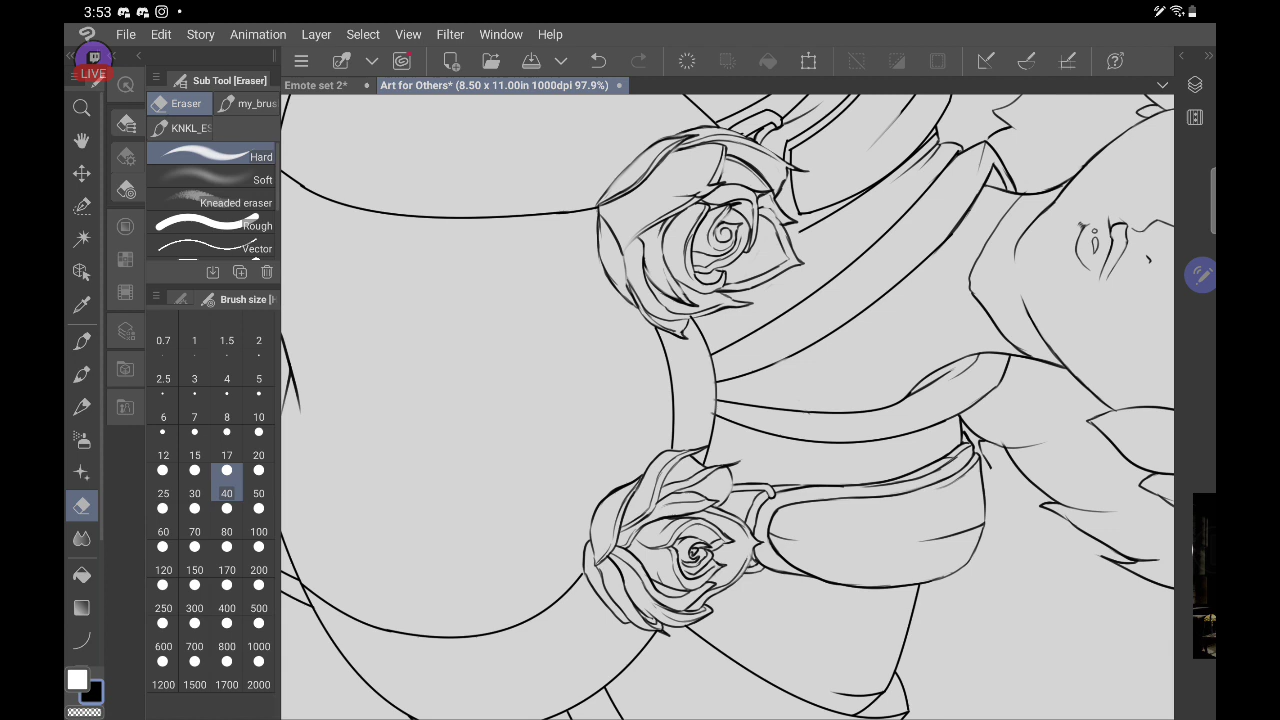 3:53
File Edit Story Animation Layer Select View Filter Window Help
LIVE
Sub Tool [Eraser]
Emote set 2*
Art for Others* (8.50 x 11.00in 1000dpi 97.9%)
Eraser my_brus
KNKL_ES
Hard
Soft
Kneaded eraser
Rough
Vector
Brush size [H
0.7 1 1.5 2
2.5 3 4 5
6 7 8 10
12 15 17 20
25 30 40 50
60 70 80 100
120 150 170 200
250 300 400 500
600 700 800 1000
1200 1500 1700 2000